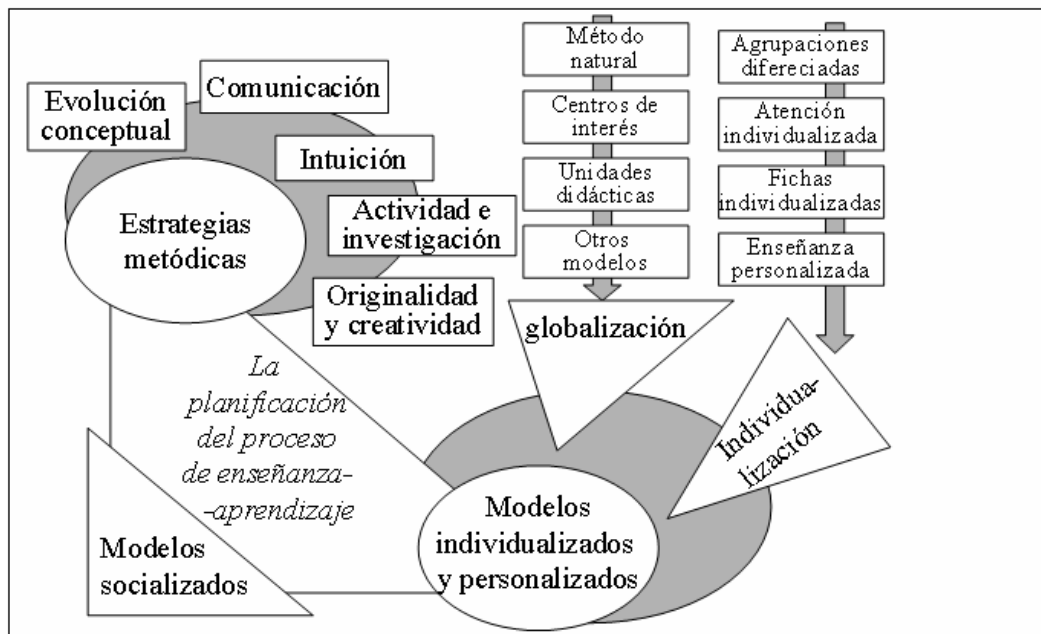 Evolución
conceptual
Comunicación
Intuición
Actividad e
investigación
Originalidad
y creatividad
Estrategias
metódicas
Método
natural
Centros de
interés
Unidades
didácticas
Otros
modelos
globalización
Agrupaciones
difereciadas
Atención
individualizada
Fichas
individualizadas
Enseñanza
personalizada
Individua-
lización
La
planificación
del proceso
de enseñanza-
-aprendizaje
Modelos
socializados
Modelos
individualizados
y personalizados